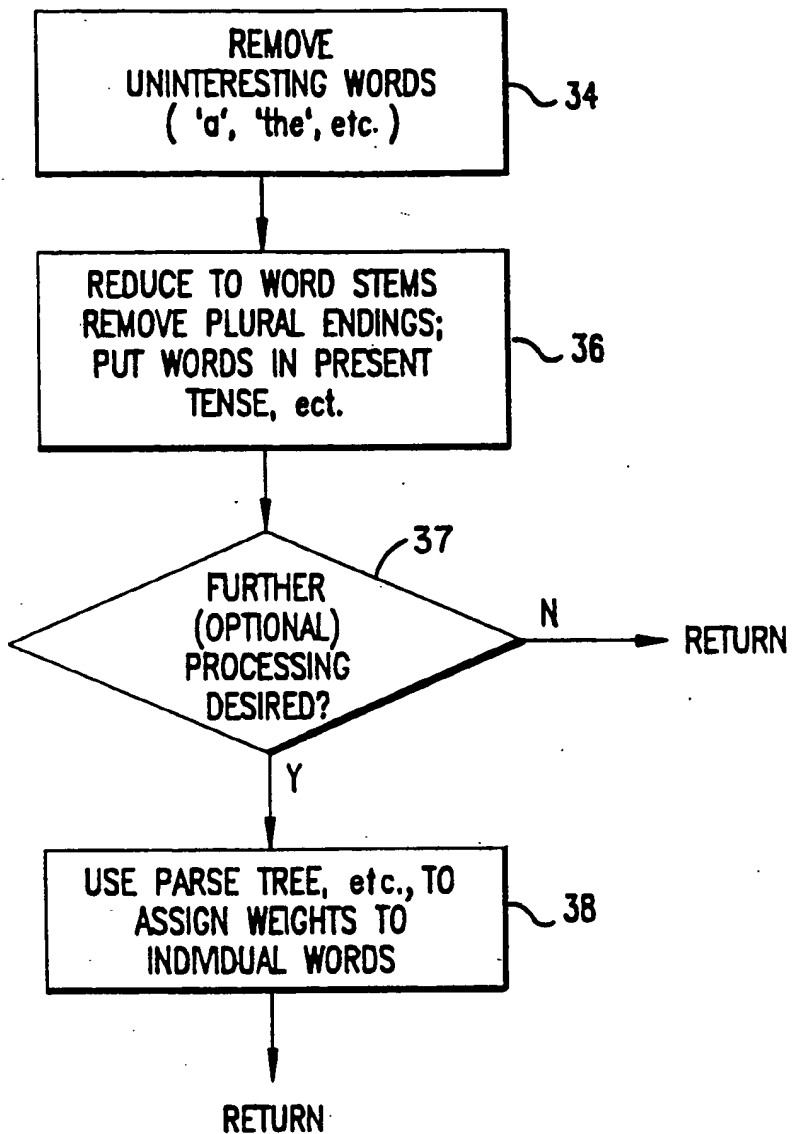 REMOVE
UNINTERESTING WORDS
( 'a', 'the', etc. )
34
REDUCE TO WORD STEMS
REMOVE PLURAL ENDINGS;
PUT WORDS IN PRESENT
TENSE, ect.
36
37
FURTHER
(OPTIONAL)
PROCESSING
DESIRED?
N
RETURN
Y
USE PARSE TREE, etc., TO
ASSIGN WEIGHTS TO
INDIVIDUAL WORDS
38
RETURN